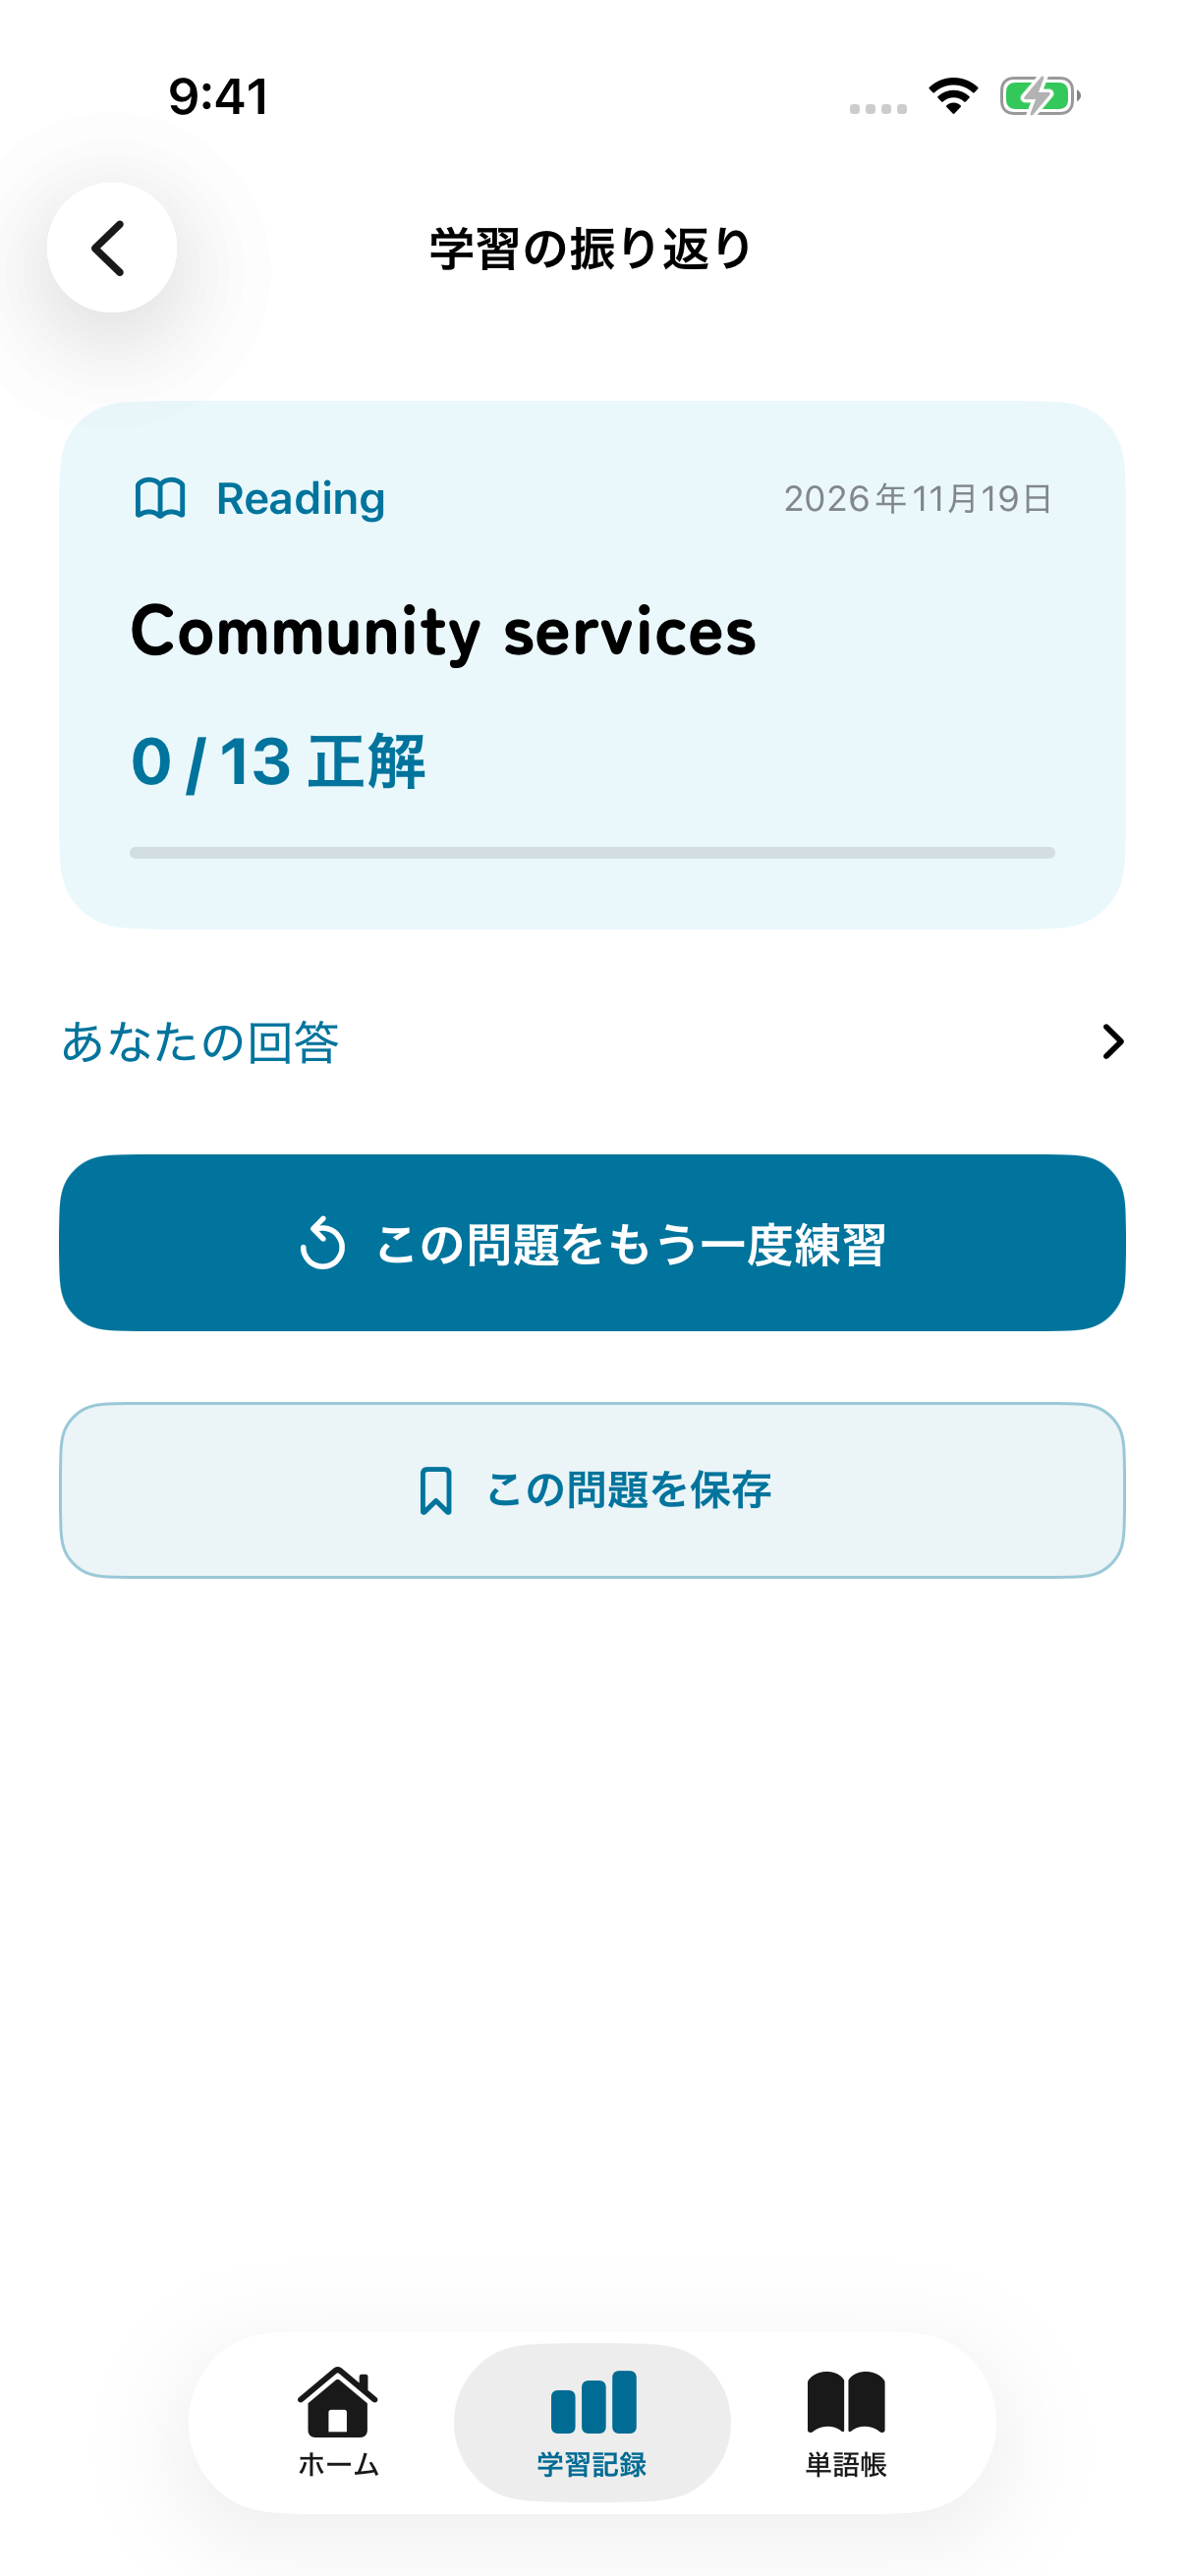 9:41
学習の振り返り
Reading
2026年11月19日
Community services
0 / 13 正解
あなたの回答
この問題をもう一度練習
この問題を保存
ホーム
学習記録
単語帳